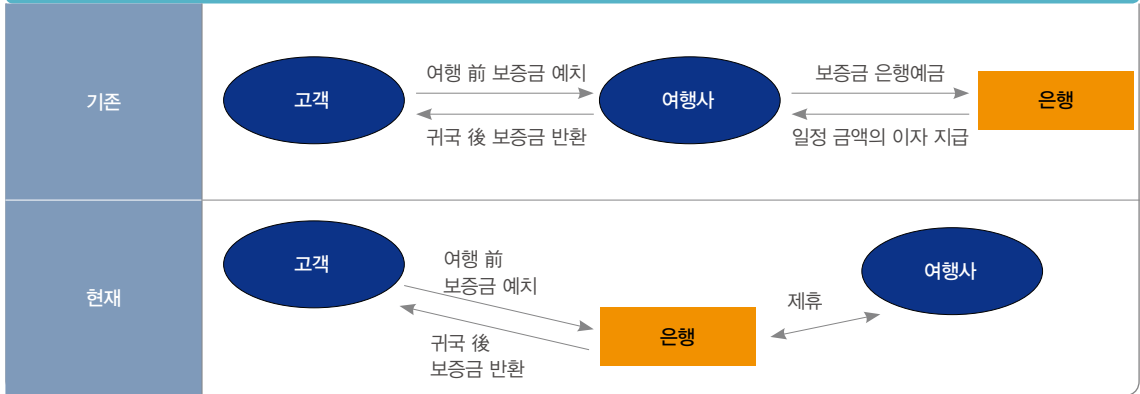 기존
고객
여행 前 보증금 예치
귀국 後 보증금 반환
여행사
보증금 은행예금
일정 금액의 이자 지급
은행
현재
고객
여행 前
보증금 예치
귀국 後
보증금 반환
은행
제휴
여행사